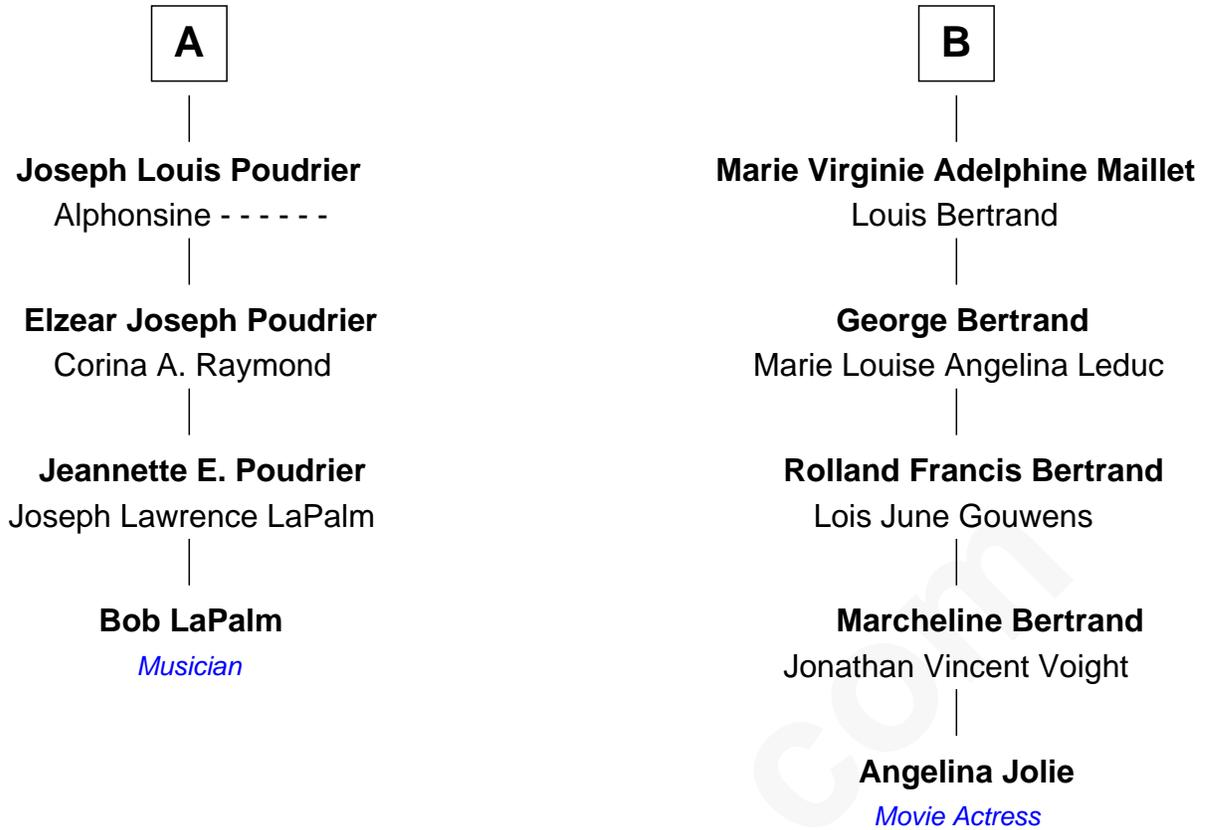 A
Joseph Louis Poudrier
Alphonsine - - - - - -
Elzear Joseph Poudrier
Corina A. Raymond
Jeannette E. Poudrier
Joseph Lawrence LaPalm
Bob LaPalm
Musician
B
Marie Virginie Adelphine Maillet
Louis Bertrand
George Bertrand
Marie Louise Angelina Leduc
Rolland Francis Bertrand
Lois June Gouwens
Marcheline Bertrand
Jonathan Vincent Voight
Angelina Jolie
Movie Actress
com